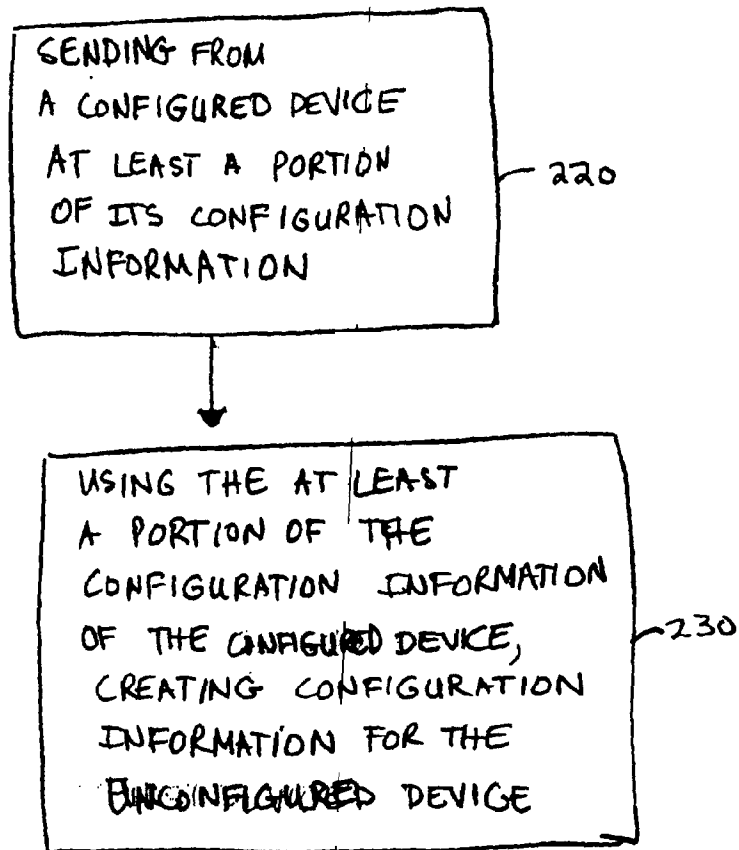 SENDING FROM
A CONFIGURED DEVICE
AT LEAST A PORTION
OF ITS CONFIGURATION
INFORMATION
220
USING THE AT LEAST
A PORTION OF THE
CONFIGURATION INFORMATION
OF THE CONFIGURED DEVICE,
CREATING CONFIGURATION
INFORMATION FOR THE
UNCONFIGURED DEVICE
230